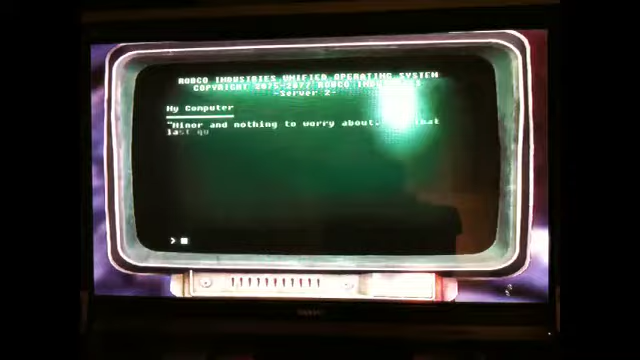 ROBCO INDUSTRIES UNIFIED OPERATING SYSTEM
COPYRIGHT 2075-2077 ROBCO INDUSTRIES
-Server 2-
My Computer
"Minor and nothing to worry about.
last qu
>